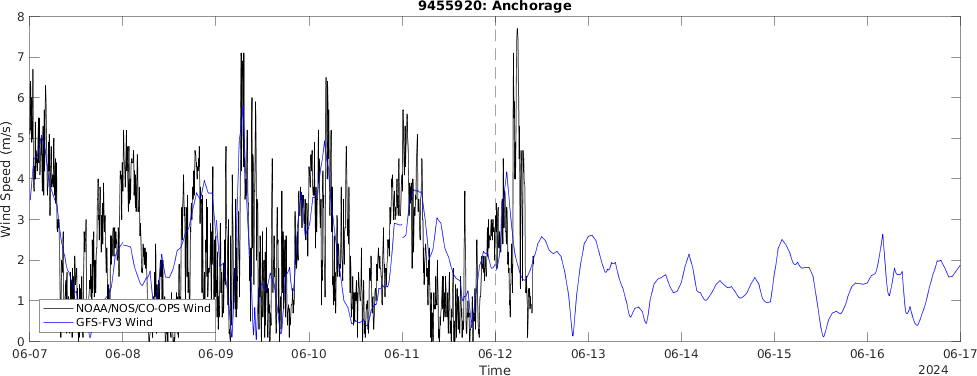 9455920: Anchorage
8
7
6
5
4
3
2
1
0
Wind Speed (m/s)
NOAA/NOS/CO-OPS Wind
GFS-FV3 Wind
06-07 06-08 06-09 06-10 06-11 06-12 06-13 06-14 06-15 06-16 06-17
Time
2024